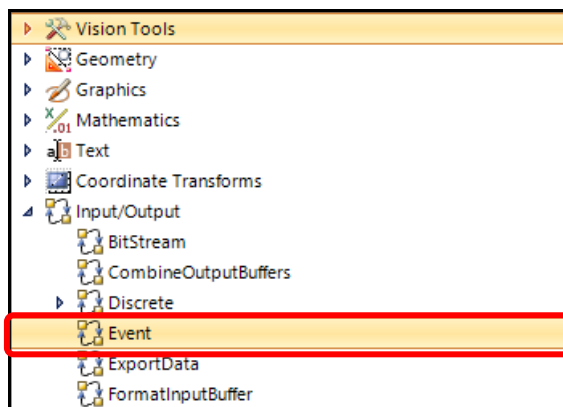 Vision Tools
Geometry
Graphics
Mathematics
Text
Coordinate Transforms
Input/Output
BitStream
CombineOutputBuffers
Discrete
Event
ExportData
FormatInputBuffer